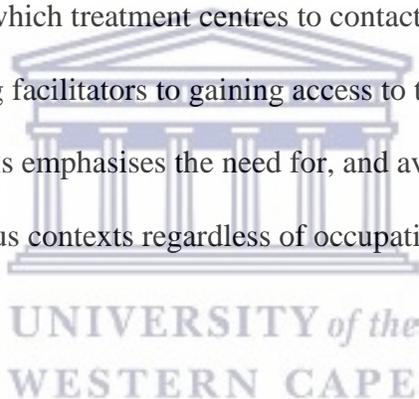 which treatment centres to contact
g facilitators to gaining access to t
s emphasises the need for, and av
us contexts regardless of occupati
UNIVERSITY of the
WESTERN CAPE